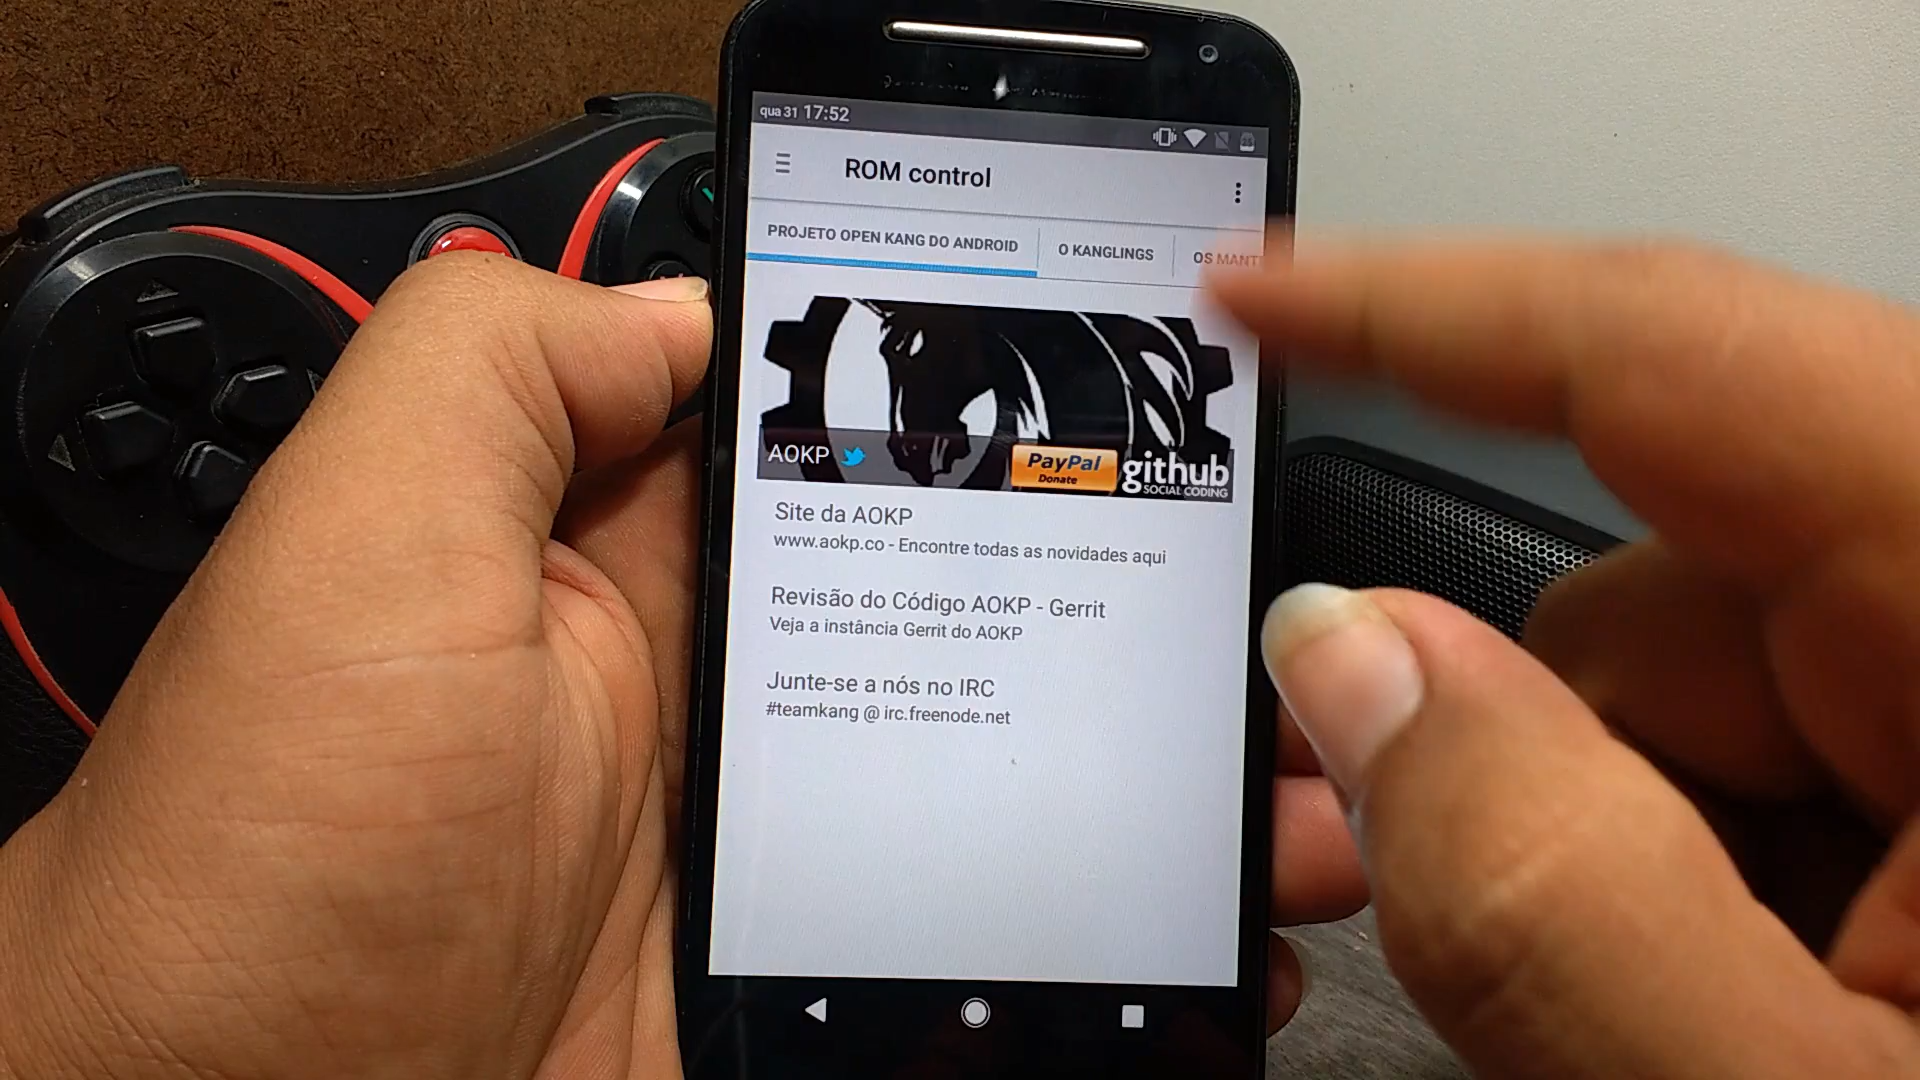 qua 31 17:52
ROM control
PROJETO OPEN KANG DO ANDROID
O KANGLINGS
OS MANT
AOKP
PayPal
Donate
github
SOCIAL CODING
Site da AOKP
www.aokp.co - Encontre todas as novidades aqui
Revisão do Código AOKP - Gerrit
Veja a instância Gerrit do AOKP
Junte-se a nós no IRC
#teamkang @ irc.freenode.net